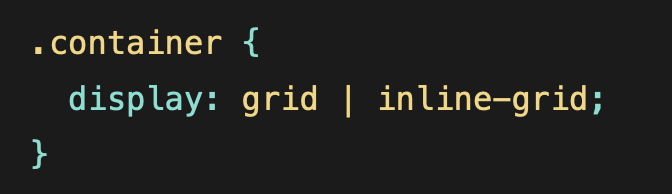 .container {
  display: grid | inline-grid;
}